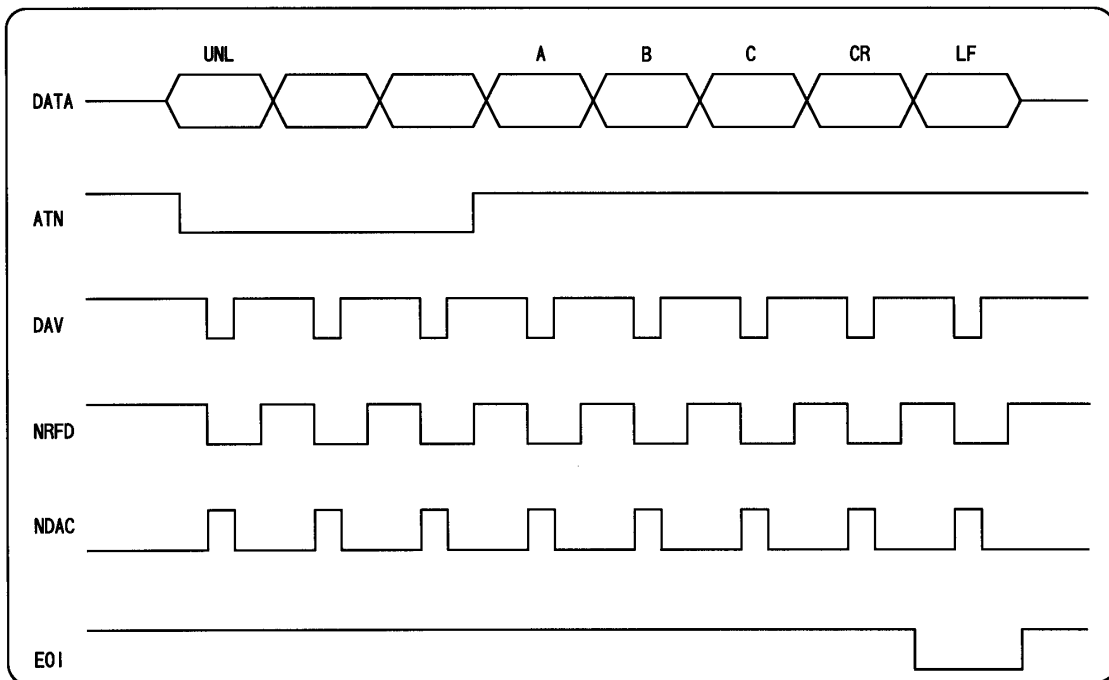 UNL A B C CR LF
DATA
ATN
DAV
NRFD
NDAC
EOI